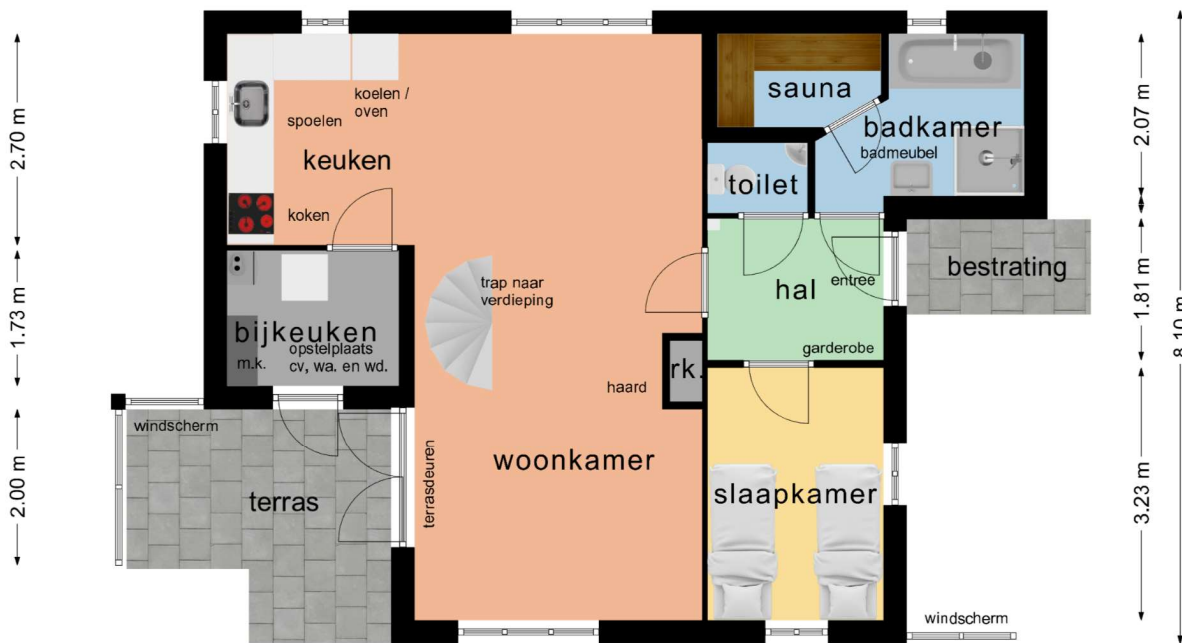 koelen /
oven
spoelen
keuken
koken
sauna
badkamer
badmeubel
toilet
2.70 m
2.07 m
trap naar
verdieping
hal
entree
garderobe
bestrating
bijkeuken
opstelplaats
cv, wa. en wd.
m.k.
1.73 m
1.81 m
8.10 m
rk.
haard
windscherm
terras
terrasdeuren
woonkamer
slaapkamer
2.00 m
3.23 m
windscherm